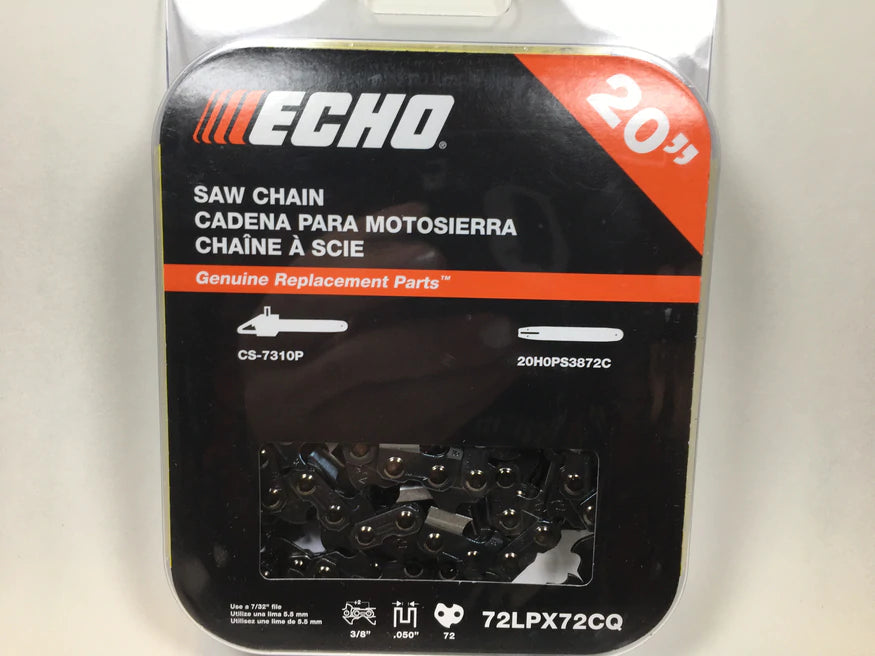 ECHO®
20"
SAW CHAIN
CADENA PARA MOTOSIERRA
CHAÎNE À SCIE
Genuine Replacement Parts™
CS-7310P
20H0PS3872C
Use a 7/32" file
Utilize una lima 5.5 mm
Utilisez une lime de 5.5 mm
÷2
3/8"
.050"
72
72LPX72CQ